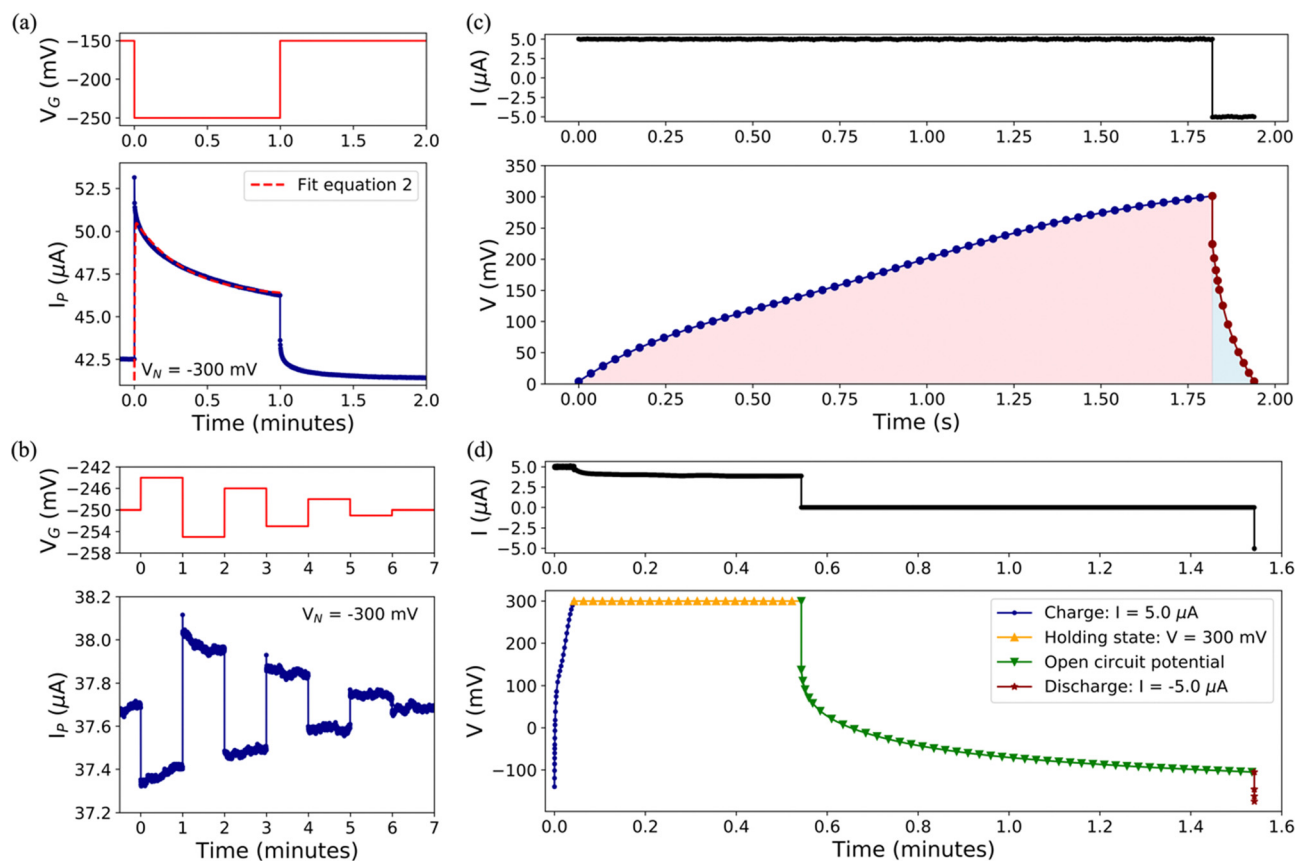 (a)
−150
−200
−250
V_G (mV)
0.0 0.5 1.0 1.5 2.0
52.5
50.0
47.5
45.0
42.5
I_P (μA)
Fit equation 2
V_N = -300 mV
0.0 0.5 1.0 1.5 2.0
Time (minutes)
(b)
−242
−246
−250
−254
−258
V_G (mV)
0 1 2 3 4 5 6 7
38.2
38.0
37.8
37.6
37.4
37.2
I_P (μA)
V_N = -300 mV
0 1 2 3 4 5 6 7
Time (minutes)
(c)
5.0
2.5
0.0
−2.5
−5.0
I (μA)
0.00 0.25 0.50 0.75 1.00 1.25 1.50 1.75 2.00
350
300
250
200
150
100
50
0
V (mV)
0.00 0.25 0.50 0.75 1.00 1.25 1.50 1.75 2.00
Time (s)
(d)
5.0
2.5
0.0
−2.5
−5.0
I (μA)
0.0 0.2 0.4 0.6 0.8 1.0 1.2 1.4 1.6
300
200
100
0
−100
V (mV)
Charge: I = 5.0 μA
Holding state: V = 300 mV
Open circuit potential
Discharge: I = -5.0 μA
0.0 0.2 0.4 0.6 0.8 1.0 1.2 1.4 1.6
Time (minutes)